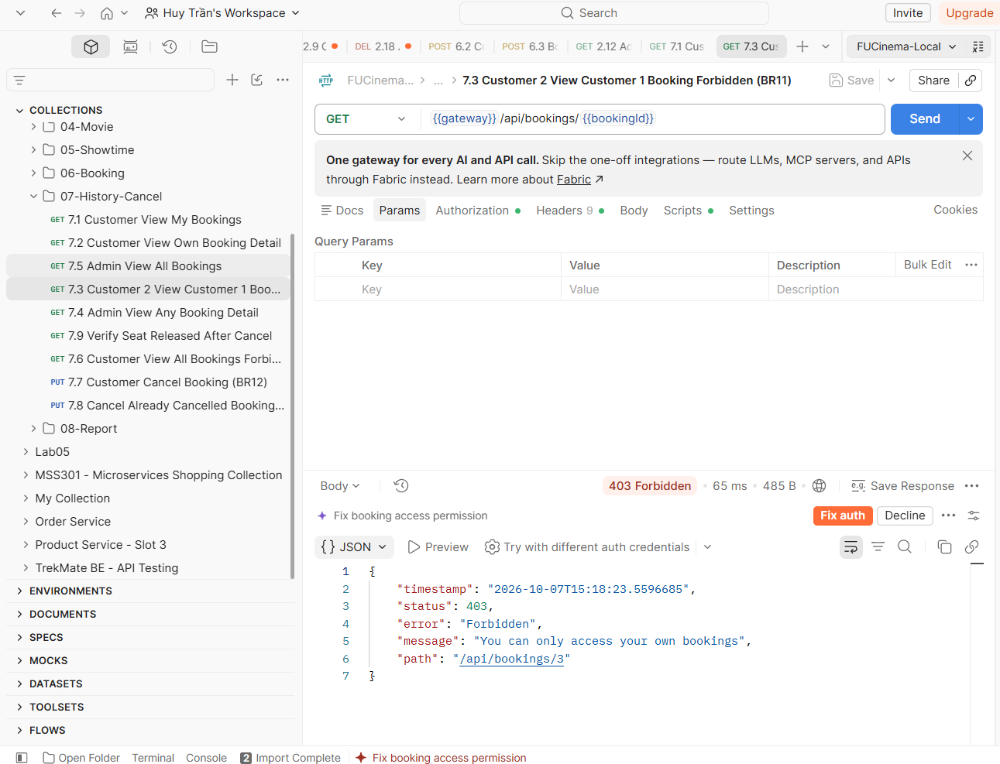 Huy Trần's Workspace
Search
Invite
Upgrade
2.9 C
DEL 2.18
POST 6.2 Cu
POST 6.3 Bo
GET 2.12 Ac
GET 7.1 Cus
GET 7.3 Cus
FUCinema-Local
FUCinema... > ... > 7.3 Customer 2 View Customer 1 Booking Forbidden (BR11)
Save
Share
COLLECTIONS
04-Movie
05-Showtime
06-Booking
07-History-Cancel
GET 7.1 Customer View My Bookings
GET 7.2 Customer View Own Booking Detail
GET 7.5 Admin View All Bookings
GET 7.3 Customer 2 View Customer 1 Boo...
GET 7.4 Admin View Any Booking Detail
GET 7.9 Verify Seat Released After Cancel
GET 7.6 Customer View All Bookings Forbi...
PUT 7.7 Customer Cancel Booking (BR12)
PUT 7.8 Cancel Already Cancelled Booking...
08-Report
Lab05
MSS301 - Microservices Shopping Collection
My Collection
Order Service
Product Service - Slot 3
TrekMate BE - API Testing
ENVIRONMENTS
DOCUMENTS
SPECS
MOCKS
DATASETS
TOOLSETS
FLOWS
GET
{{gateway}} /api/bookings/ {{bookingId}}
Send
One gateway for every AI and API call. Skip the one-off integrations — route LLMs, MCP servers, and APIs
through Fabric instead. Learn more about Fabric ↗
Docs
Params
Authorization
Headers 9
Body
Scripts
Settings
Cookies
Query Params
Key
Value
Description
Bulk Edit
Key
Value
Description
Body
403 Forbidden
65 ms
485 B
e.g. Save Response
Fix booking access permission
Fix auth
Decline
{} JSON
Preview
Try with different auth credentials
1 {
2 "timestamp": "2026-10-07T15:18:23.5596685",
3 "status": 403,
4 "error": "Forbidden",
5 "message": "You can only access your own bookings",
6 "path": "/api/bookings/3"
7 }
Open Folder
Terminal
Console
2 Import Complete
Fix booking access permission